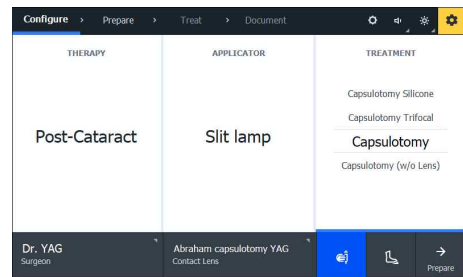 Configure › Prepare › Treat › Document
THERAPY
Post-Cataract
APPLICATOR
Slit lamp
TREATMENT
Capsulotomy Silicone
Capsulotomy Trifocal
Capsulotomy
Capsulotomy (w/o Lens)
Dr. YAG
Surgeon
Abraham capsulotomy YAG
Contact Lens
Prepare